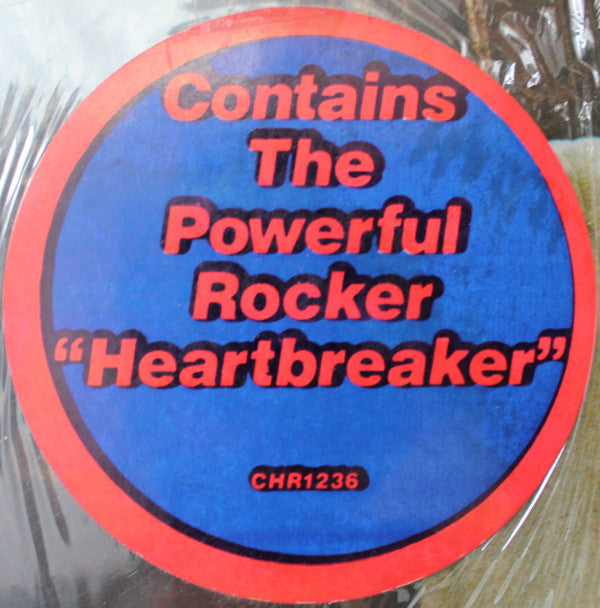 Contains
The
Powerful
Rocker
“Heartbreaker”
CHR1236